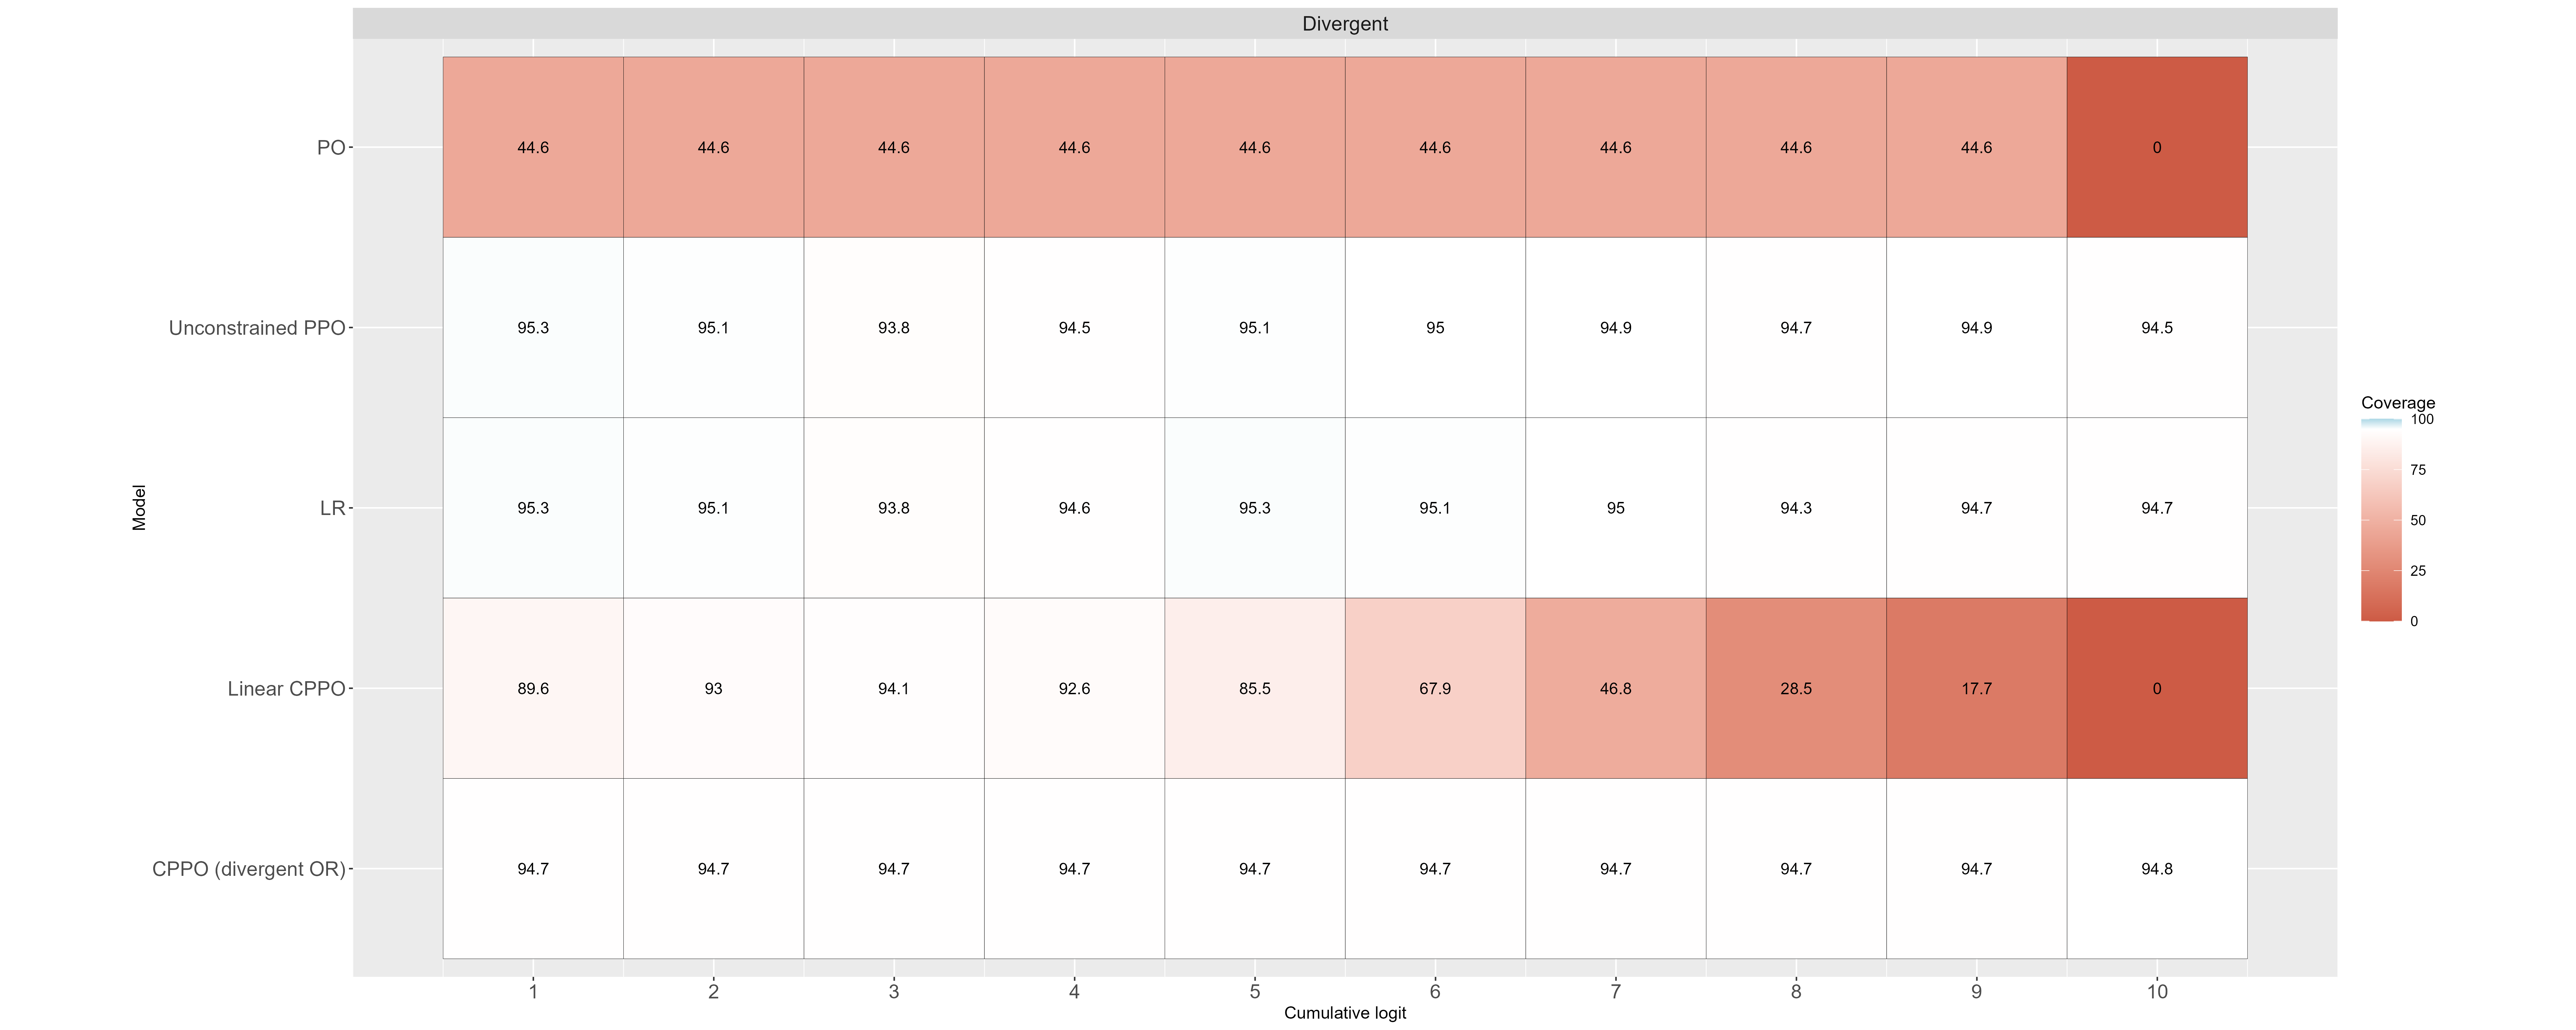 Divergent
PO 44.6 44.6 44.6 44.6 44.6 44.6 44.6 44.6 44.6 0
Unconstrained PPO 95.3 95.1 93.8 94.5 95.1 95 94.9 94.7 94.9 94.5
LR 95.3 95.1 93.8 94.6 95.3 95.1 95 94.3 94.7 94.7
Linear CPPO 89.6 93 94.1 92.6 85.5 67.9 46.8 28.5 17.7 0
CPPO (divergent OR) 94.7 94.7 94.7 94.7 94.7 94.7 94.7 94.7 94.7 94.8
1 2 3 4 5 6 7 8 9 10
Cumulative logit
Model
Coverage
100
75
50
25
0